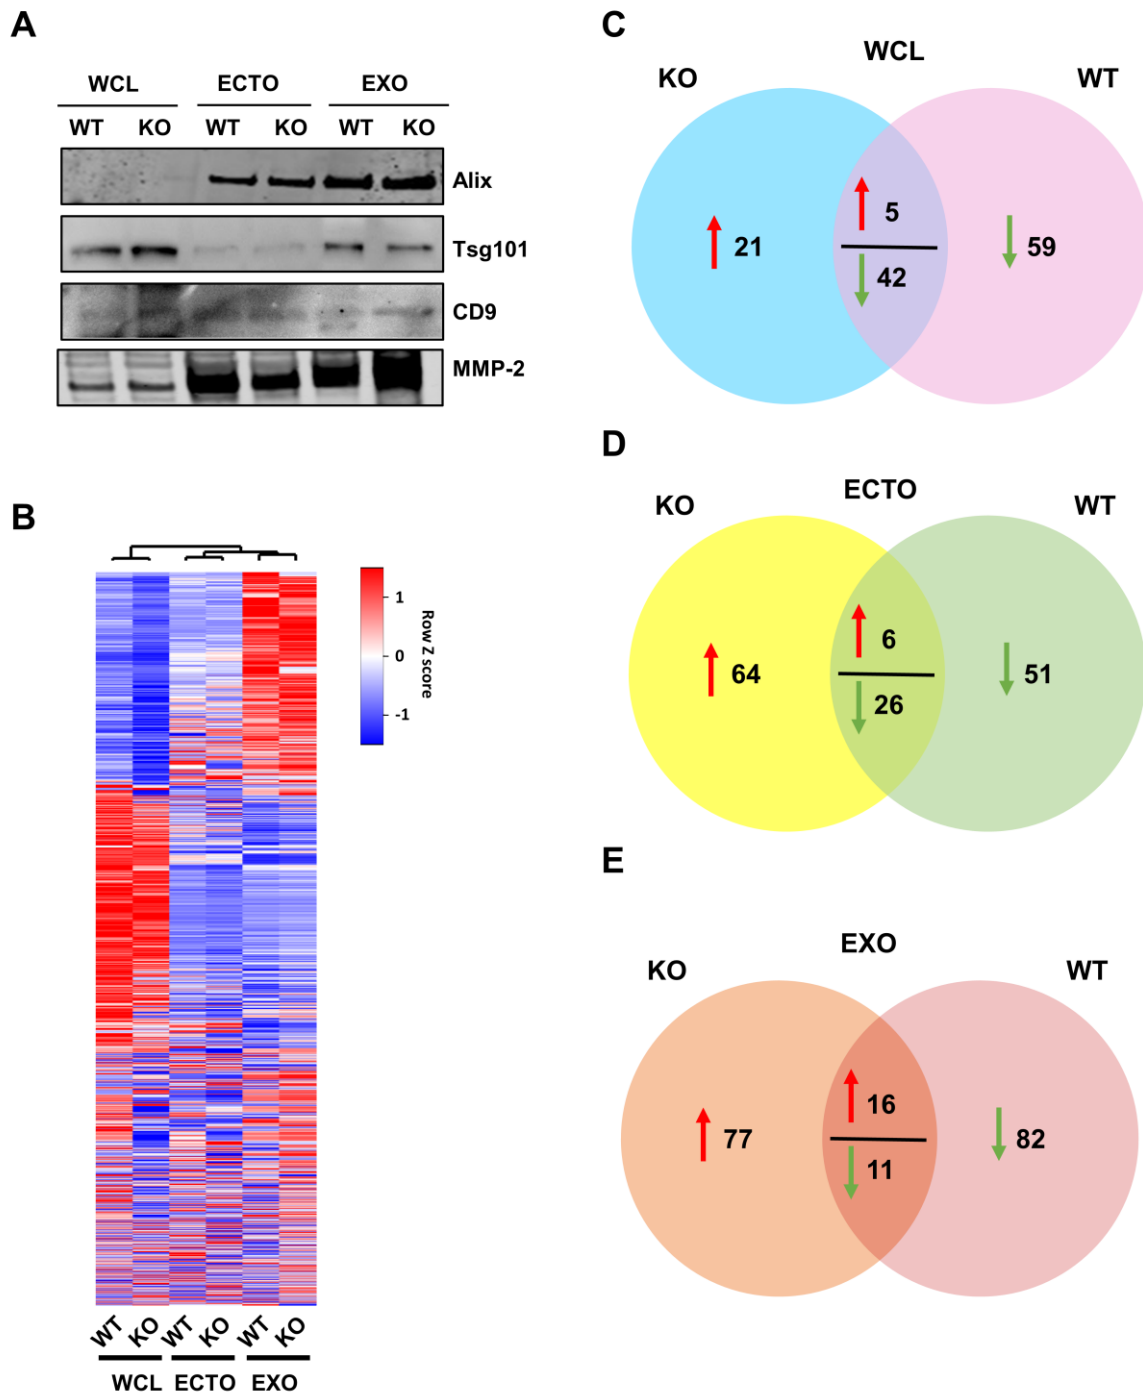 A
WCL ECTO EXO
WT KO WT KO WT KO
Alix
Tsg101
CD9
MMP-2
B
1
0
-1
Row Z score
WT KO WT KO WT KO
WCL ECTO EXO
C
WCL
KO WT
21 5 59
42
D
ECTO
KO WT
64 6 51
26
E
EXO
KO WT
77 16 82
11